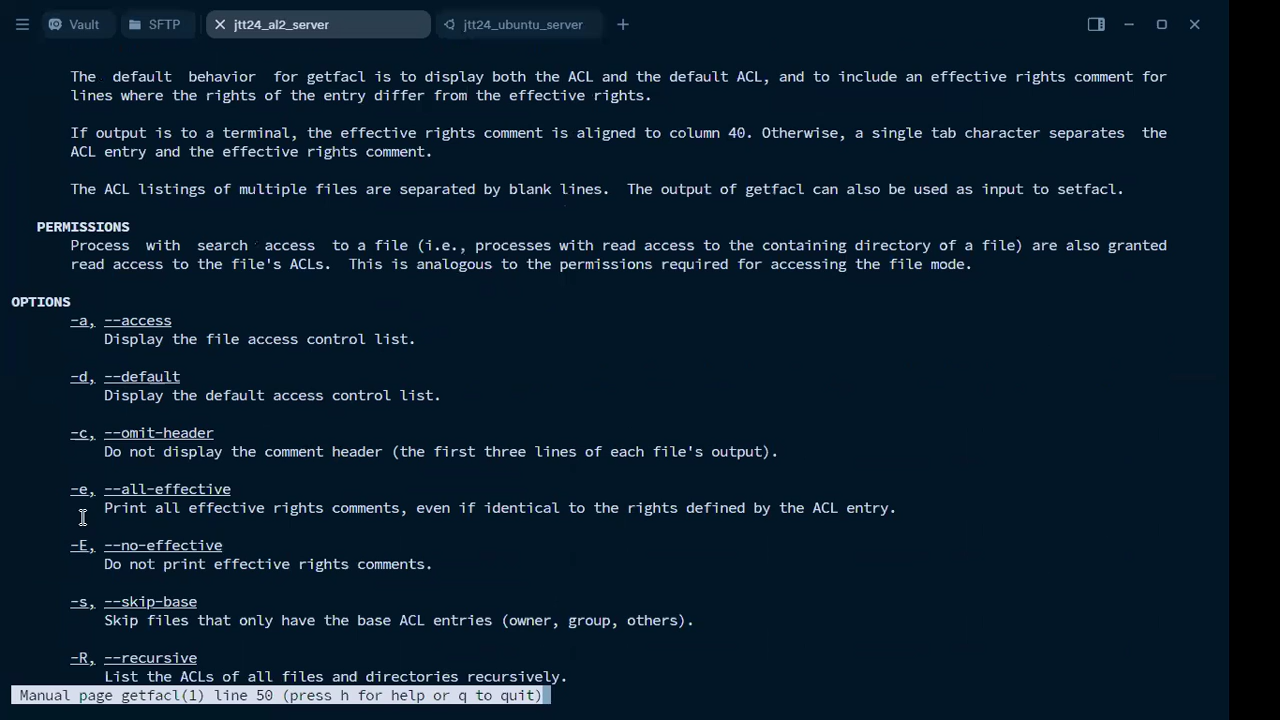 Vault
SFTP
jtt24_al2_server
jtt24_ubuntu_server
The default behavior for getfacl is to display both the ACL and the default ACL, and to include an effective rights comment for
lines where the rights of the entry differ from the effective rights.
If output is to a terminal, the effective rights comment is aligned to column 40. Otherwise, a single tab character separates the
ACL entry and the effective rights comment.
The ACL listings of multiple files are separated by blank lines. The output of getfacl can also be used as input to setfacl.
PERMISSIONS
Process with search access to a file (i.e., processes with read access to the containing directory of a file) are also granted
read access to the file's ACLs. This is analogous to the permissions required for accessing the file mode.
OPTIONS
-a, --access
Display the file access control list.
-d, --default
Display the default access control list.
-c, --omit-header
Do not display the comment header (the first three lines of each file's output).
-e, --all-effective
Print all effective rights comments, even if identical to the rights defined by the ACL entry.
-E, --no-effective
Do not print effective rights comments.
-s, --skip-base
Skip files that only have the base ACL entries (owner, group, others).
-R, --recursive
List the ACLs of all files and directories recursively.
Manual page getfacl(1) line 50 (press h for help or q to quit)